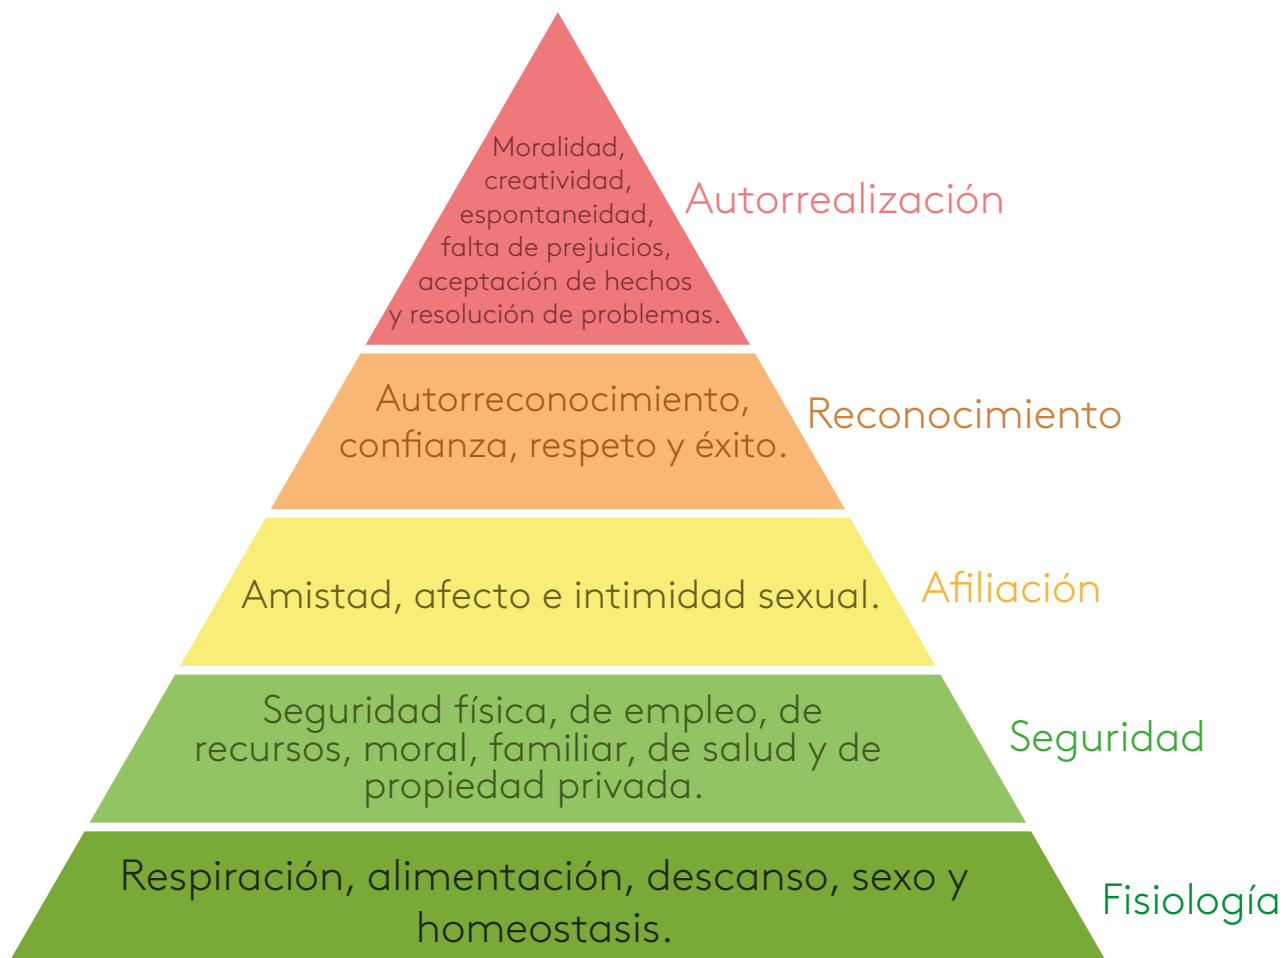 Moralidad,
creatividad,
espontaneidad,
falta de prejuicios,
aceptación de hechos
y resolución de problemas.
Autorrealización
Autorreconocimiento,
confianza, respeto y éxito.
Reconocimiento
Amistad, afecto e intimidad sexual.
Afiliación
Seguridad física, de empleo, de
recursos, moral, familiar, de salud y de
propiedad privada.
Seguridad
Respiración, alimentación, descanso, sexo y
homeostasis.
Fisiología